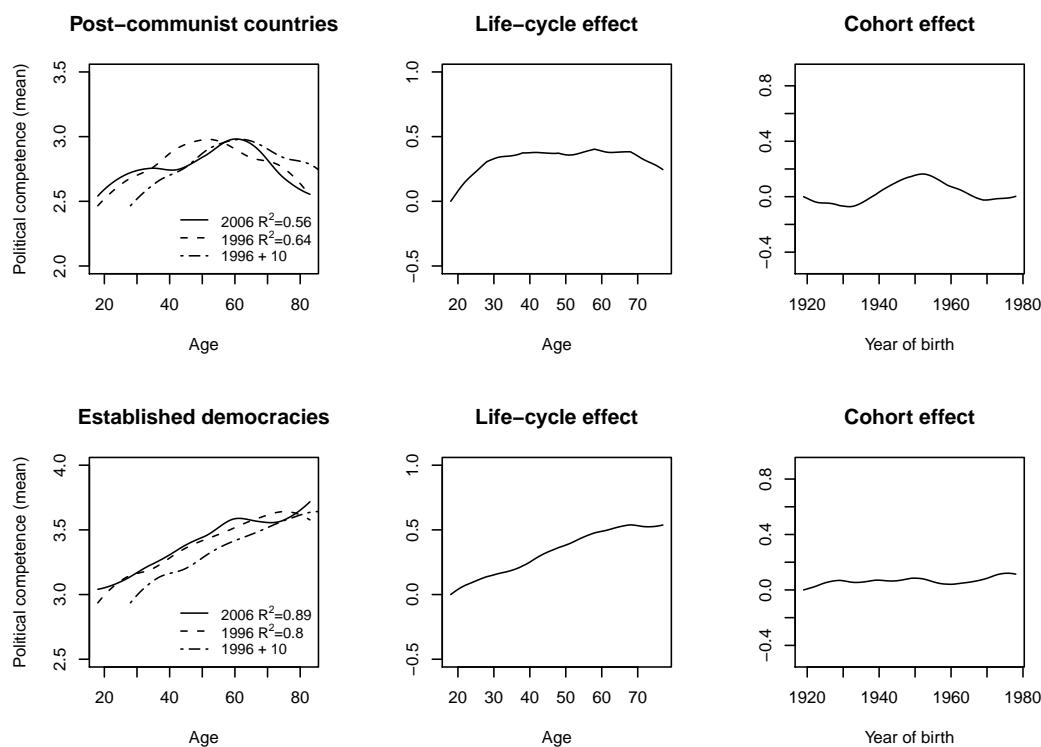 Post−communist countries
Political competence (mean)
3.5
3.0
2.5
2.0
2006 R²=0.56
1996 R²=0.64
1996 + 10
20 40 60 80
Age
Life−cycle effect
1.0
0.5
0.0
−0.5
20 30 40 50 60 70
Age
Cohort effect
0.8
0.4
0.0
−0.4
1920 1940 1960 1980
Year of birth
Established democracies
Political competence (mean)
4.0
3.5
3.0
2.5
2006 R²=0.89
1996 R²=0.8
1996 + 10
20 40 60 80
Age
Life−cycle effect
1.0
0.5
0.0
−0.5
20 30 40 50 60 70
Age
Cohort effect
0.8
0.4
0.0
−0.4
1920 1940 1960 1980
Year of birth